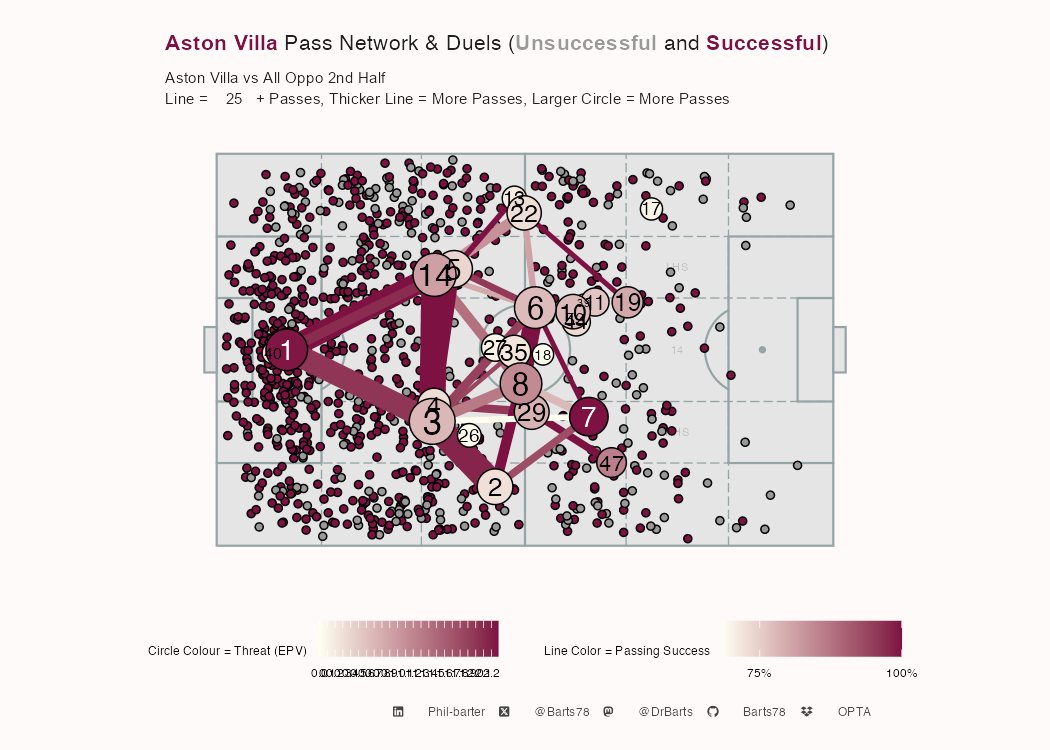 Aston Villa Pass Network & Duels (Unsuccessful and Successful)
Aston Villa vs All Oppo 2nd Half
Line = 25 + Passes, Thicker Line = More Passes, Larger Circle = More Passes
13
22
17
14
5
LHS
6
10
11
19
40
1
27
35
18
14
8
4
3
29
7
26
47
2
Circle Colour = Threat (EPV)
Line Color = Passing Success
75%
100%
Phil-barter
@Barts78
@DrBarts
Barts78
OPTA